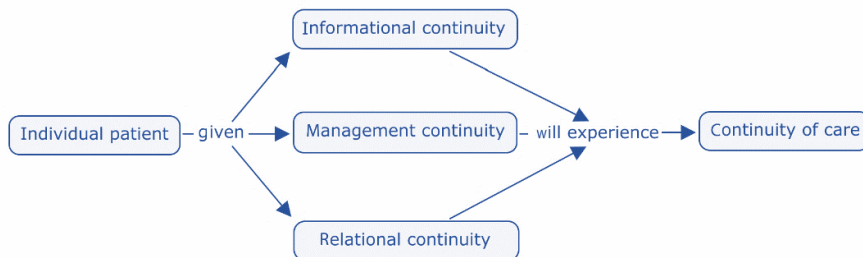 Informational continuity
Individual patient
given
Management continuity
will experience
Continuity of care
Relational continuity